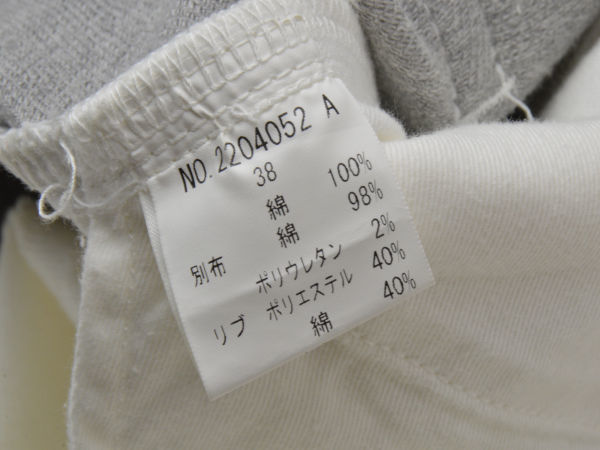 NO.2204052 A
38
綿 100%
別布 綿 98%
ポリウレタン 2%
リブ ポリエステル 40%
綿 40%